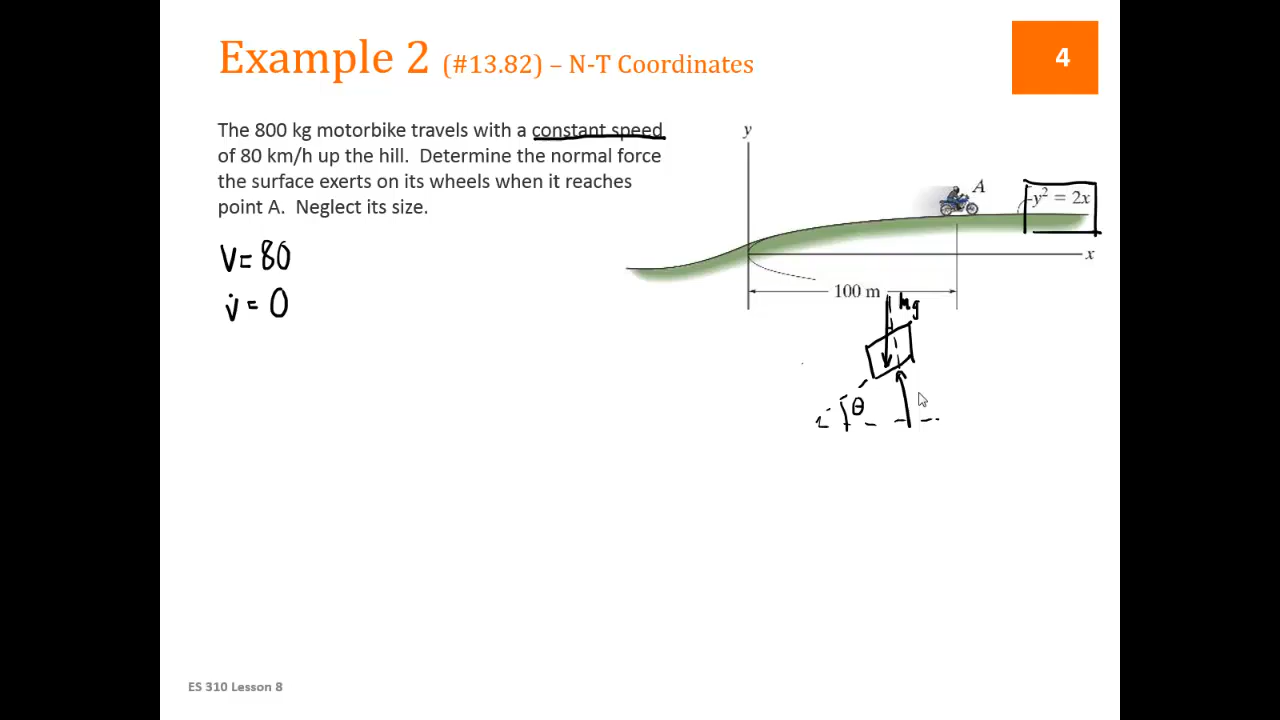 Example 2 (#13.82) – N-T Coordinates
4
The 800 kg motorbike travels with a constant speed
of 80 km/h up the hill. Determine the normal force
the surface exerts on its wheels when it reaches
point A. Neglect its size.
V= 80
v̇ = 0
y
A
y² = 2x
x
100 m
mg
θ
ES 310 Lesson 8